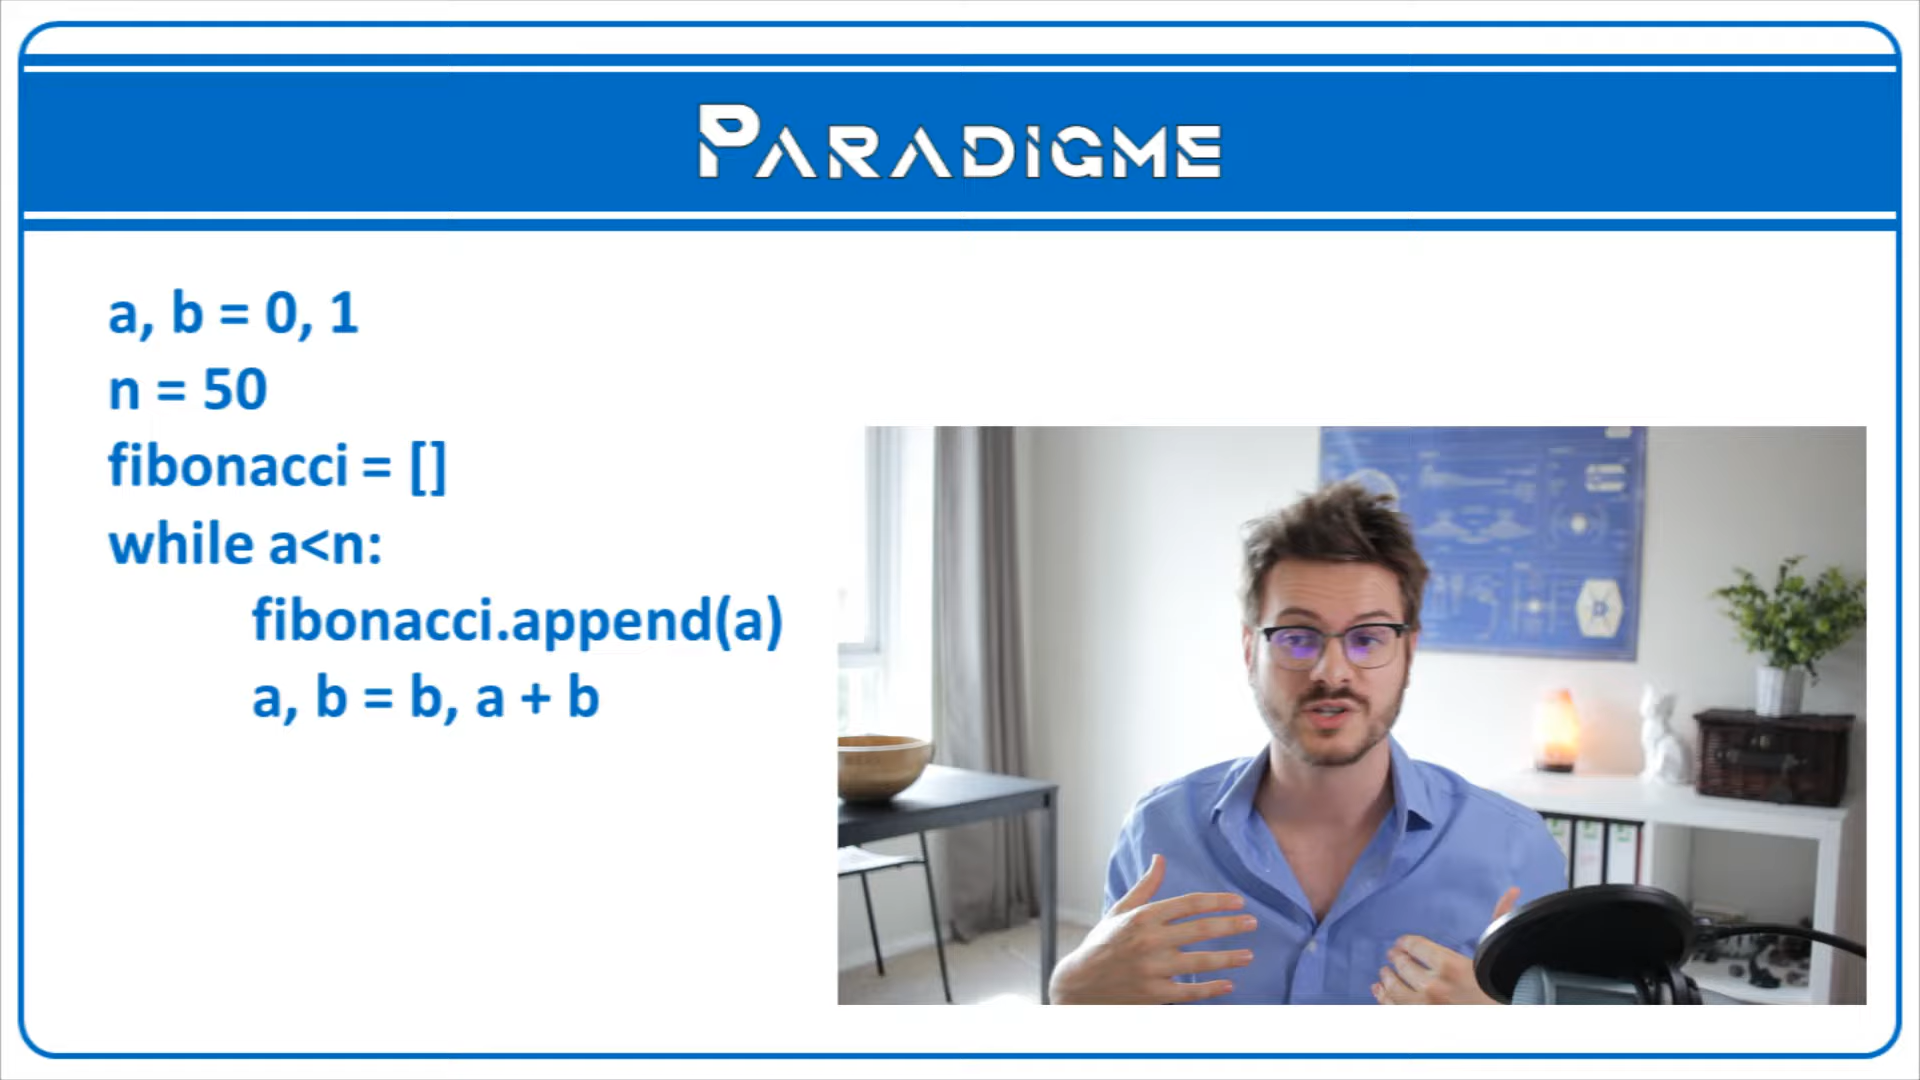 PARADIGME
a, b = 0, 1
n = 50
fibonacci = []
while a<n:
fibonacci.append(a)
a, b = b, a + b